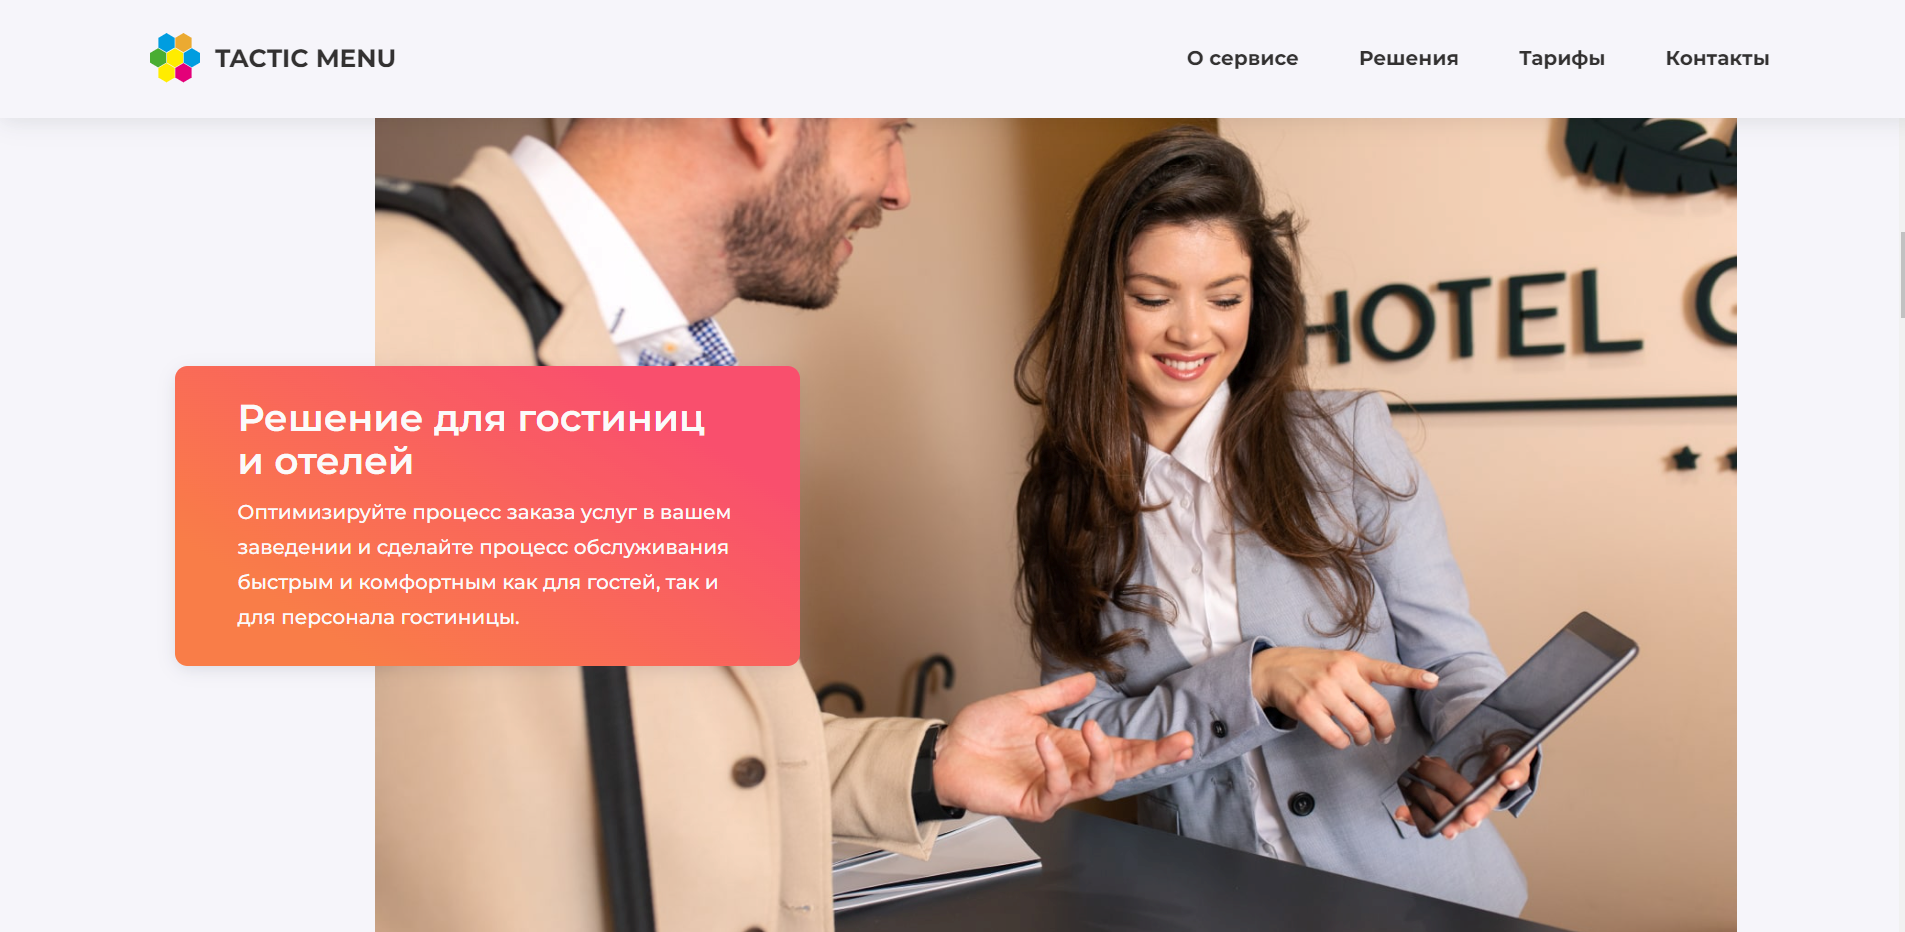 TACTIC MENU
О сервисе
Решения
Тарифы
Контакты
HOTEL
Решение для гостиниц
и отелей
Оптимизируйте процесс заказа услуг в вашем
заведении и сделайте процесс обслуживания
быстрым и комфортным как для гостей, так и
для персонала гостиницы.